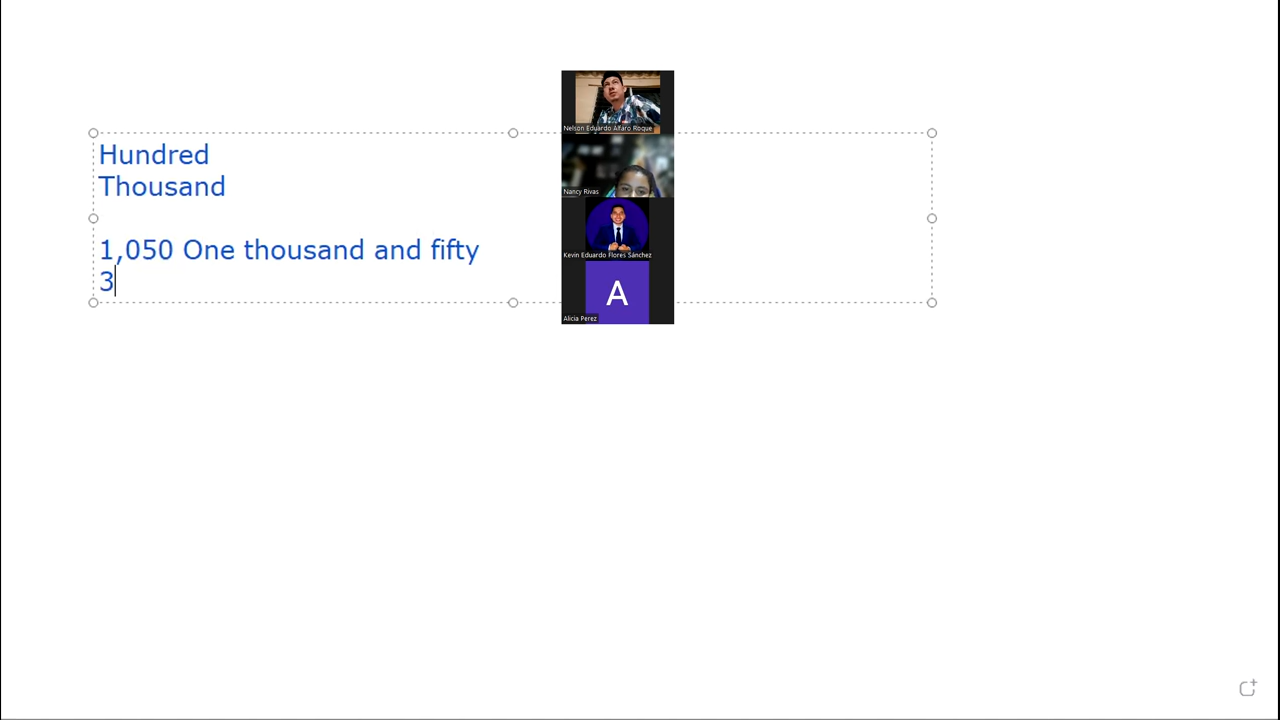 Hundred
Thousand
1,050 One thousand and fifty
3
Nelson Eduardo Alfaro Roque
Nancy Rivas
Kevin Eduardo Flores Sánchez
A
Alicia Perez